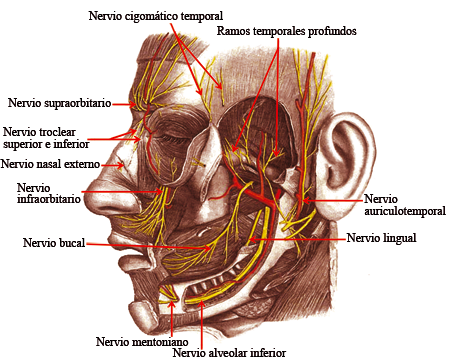 Nervio cigomático temporal
Ramos temporales profundos
Nervio supraorbitario
Nervio troclear
superior e inferior
Nervio nasal externo
Nervio
infraorbitario
Nervio
auriculotemporal
Nervio bucal
Nervio lingual
Nervio mentoniano
Nervio alveolar inferior